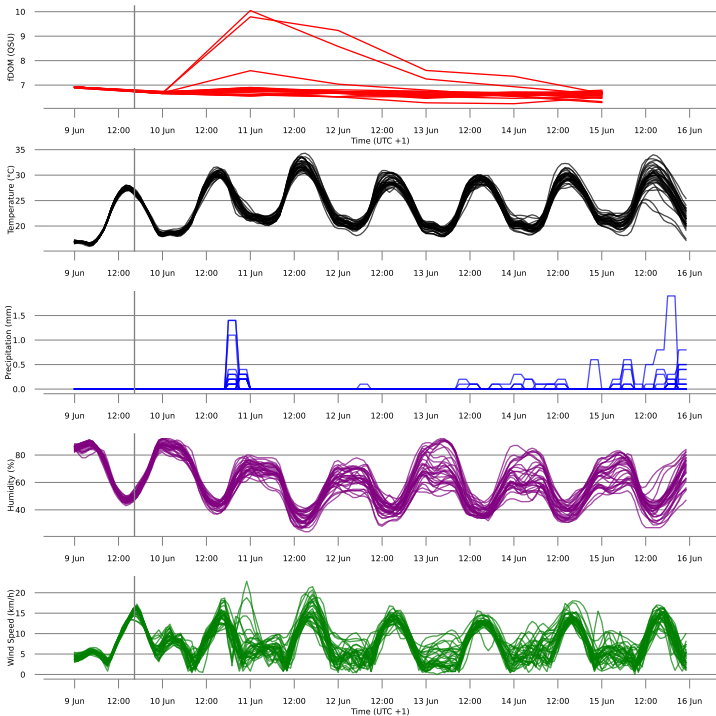 10
9
8
7
fDOM (QSU)
9 Jun 12:00 10 Jun 12:00 11 Jun 12:00 12 Jun 12:00 13 Jun 12:00 14 Jun 12:00 15 Jun 12:00 16 Jun
Time (UTC +1)
35
30
25
20
Temperature (°C)
9 Jun 12:00 10 Jun 12:00 11 Jun 12:00 12 Jun 12:00 13 Jun 12:00 14 Jun 12:00 15 Jun 12:00 16 Jun
1.5
1.0
0.5
0.0
Precipitation (mm)
9 Jun 12:00 10 Jun 12:00 11 Jun 12:00 12 Jun 12:00 13 Jun 12:00 14 Jun 12:00 15 Jun 12:00 16 Jun
80
60
40
Humidity (%)
9 Jun 12:00 10 Jun 12:00 11 Jun 12:00 12 Jun 12:00 13 Jun 12:00 14 Jun 12:00 15 Jun 12:00 16 Jun
20
15
10
5
0
Wind Speed (km/h)
9 Jun 12:00 10 Jun 12:00 11 Jun 12:00 12 Jun 12:00 13 Jun 12:00 14 Jun 12:00 15 Jun 12:00 16 Jun
Time (UTC +1)